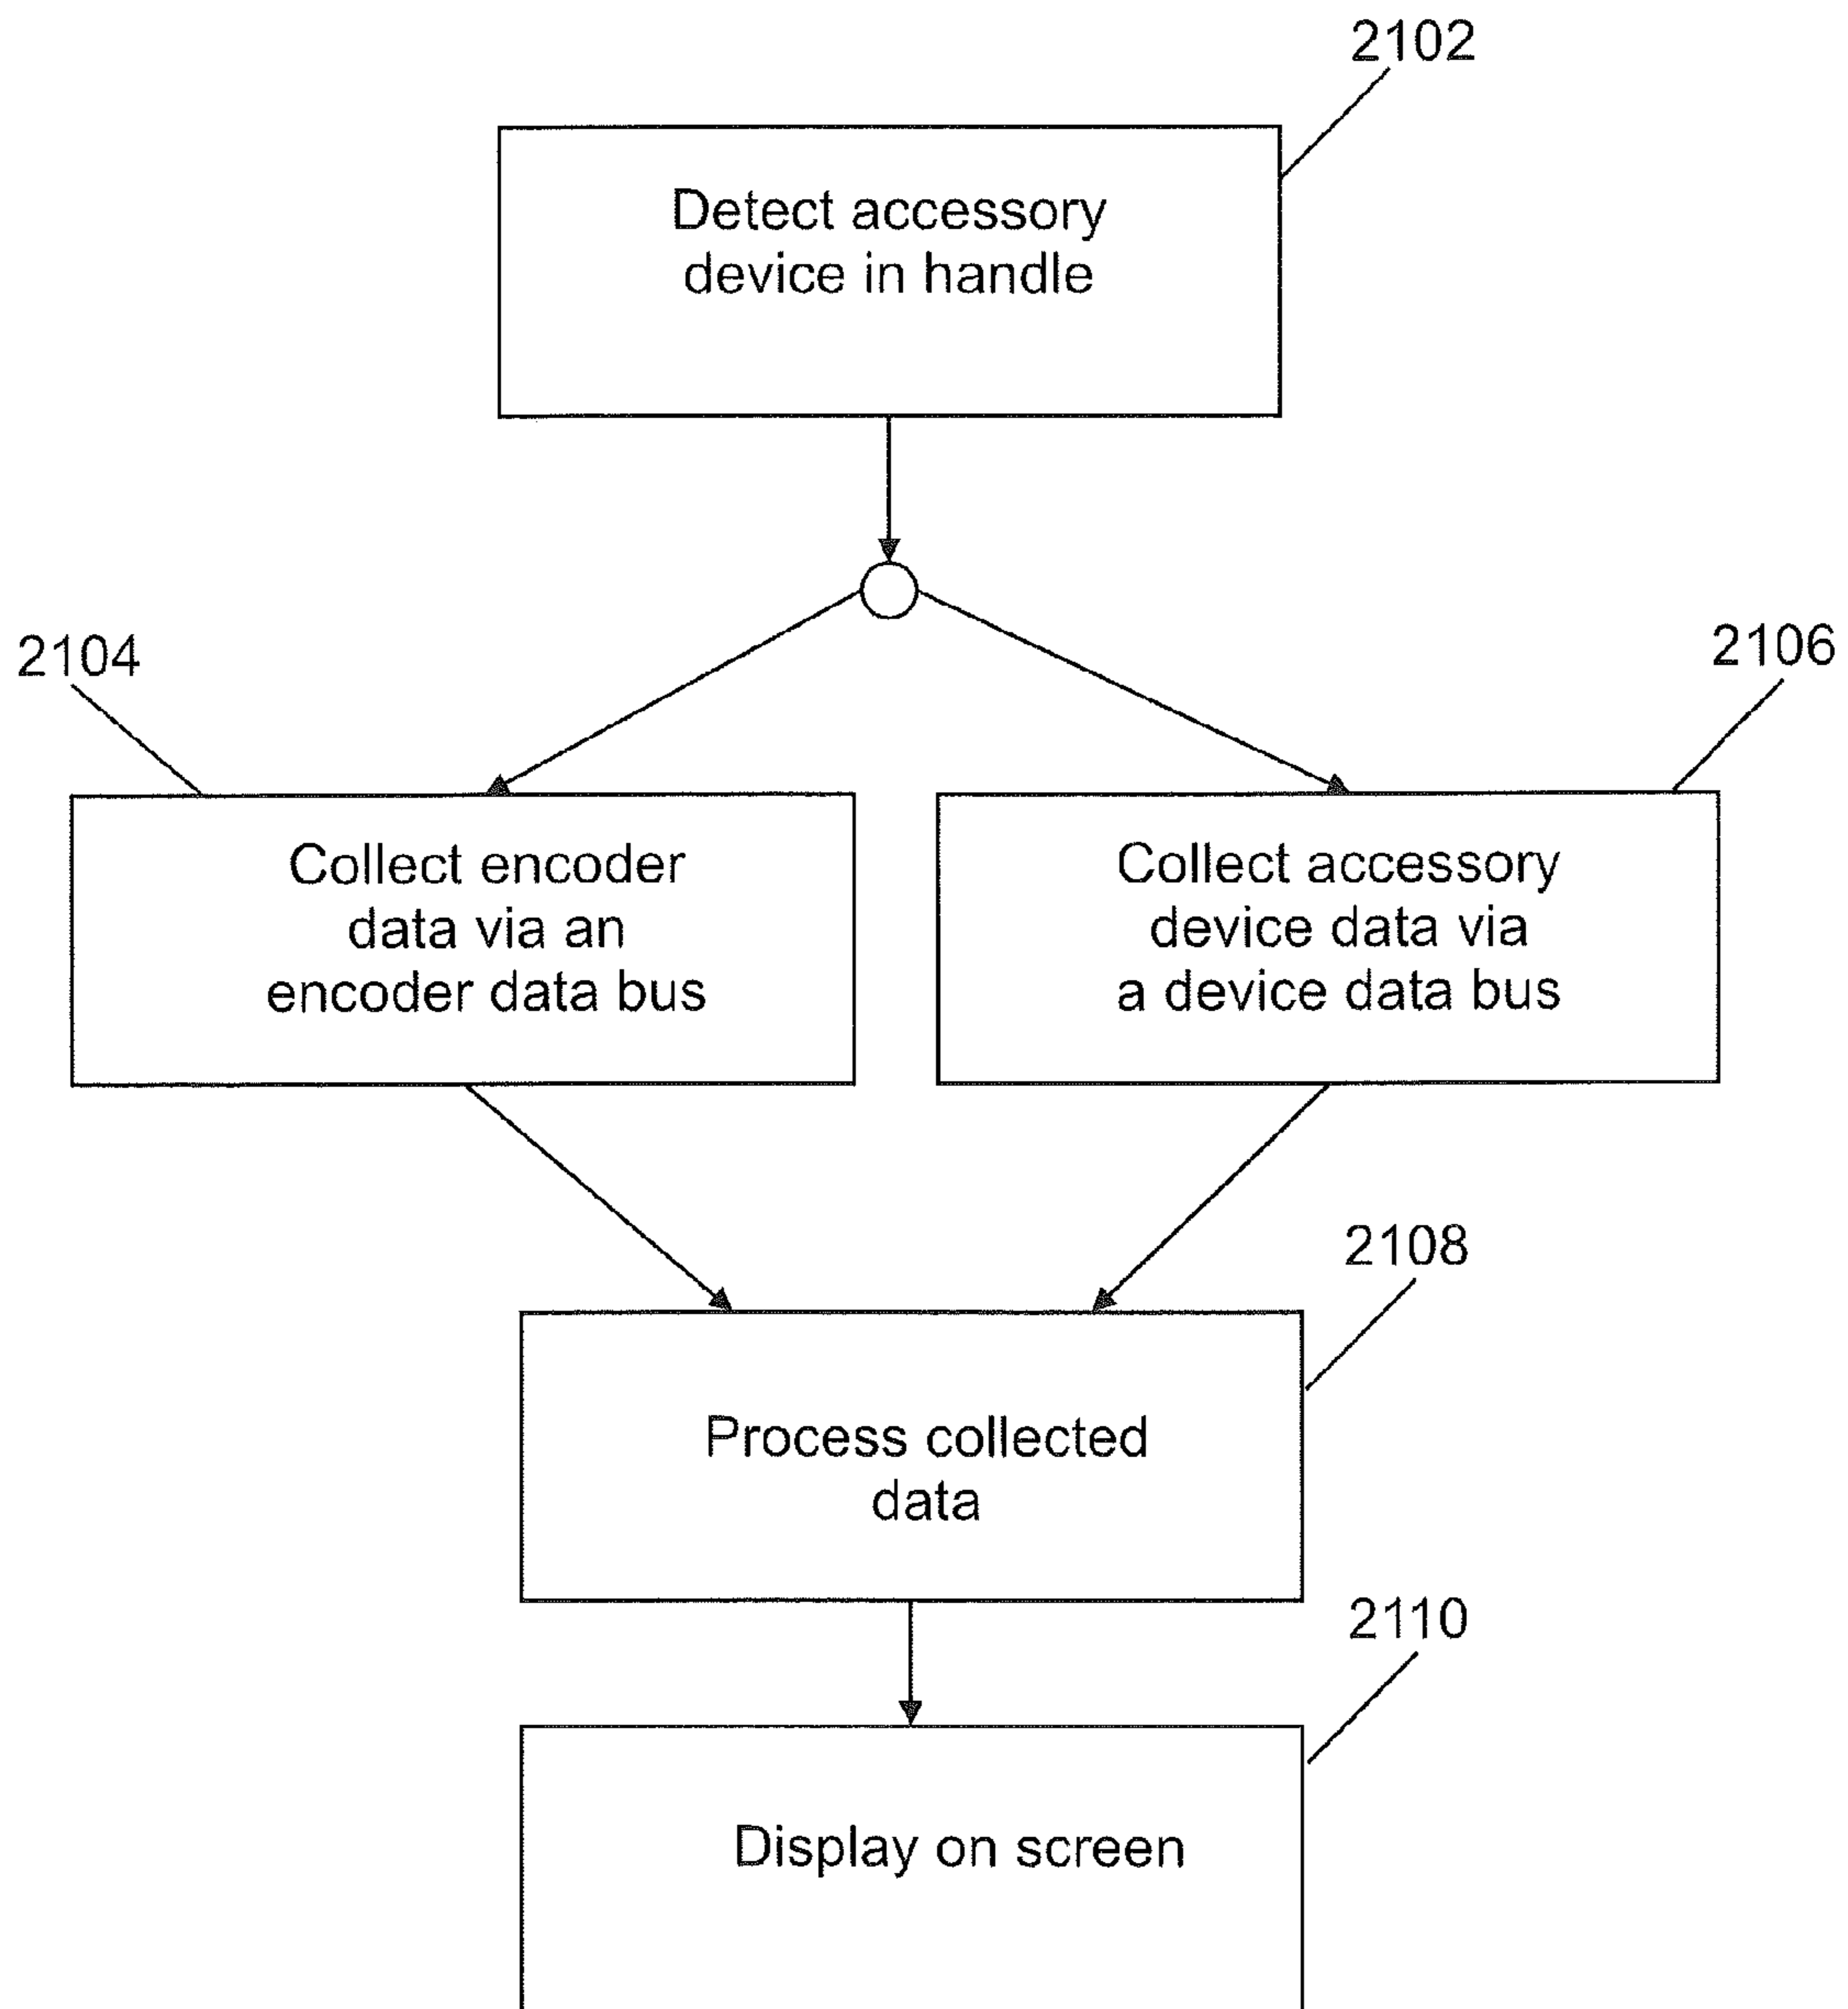 2102
Detect accessory
device in handle
2104
2106
Collect encoder
data via an
encoder data bus
Collect accessory
device data via
a device data bus
2108
Process collected
data
2110
Display on screen